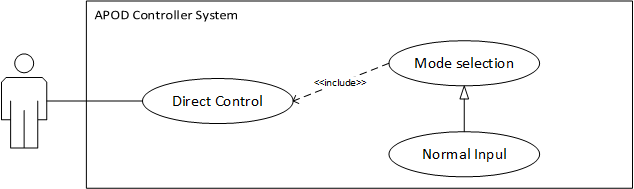 APOD Controller System
Mode selection
<<include>>
Direct Control
Normal Inpul